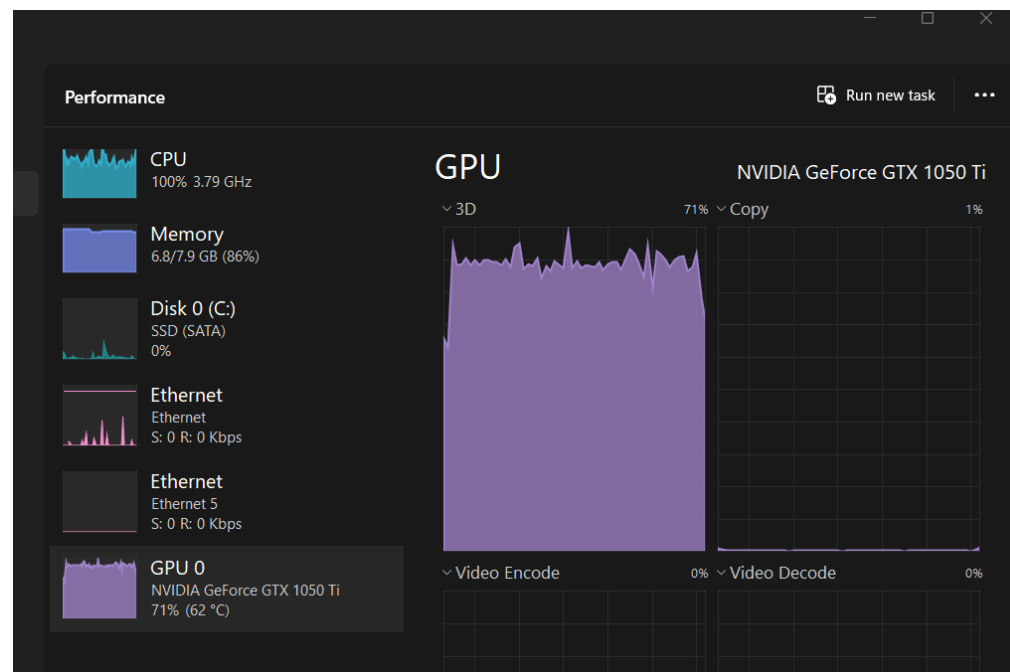 Performance
Run new task
CPU
100% 3.79 GHz
Memory
6.8/7.9 GB (86%)
Disk 0 (C:)
SSD (SATA)
0%
Ethernet
Ethernet
S: 0 R: 0 Kbps
Ethernet
Ethernet 5
S: 0 R: 0 Kbps
GPU 0
NVIDIA GeForce GTX 1050 Ti
71% (62 °C)
GPU
NVIDIA GeForce GTX 1050 Ti
3D 71%
Copy 1%
Video Encode 0%
Video Decode 0%